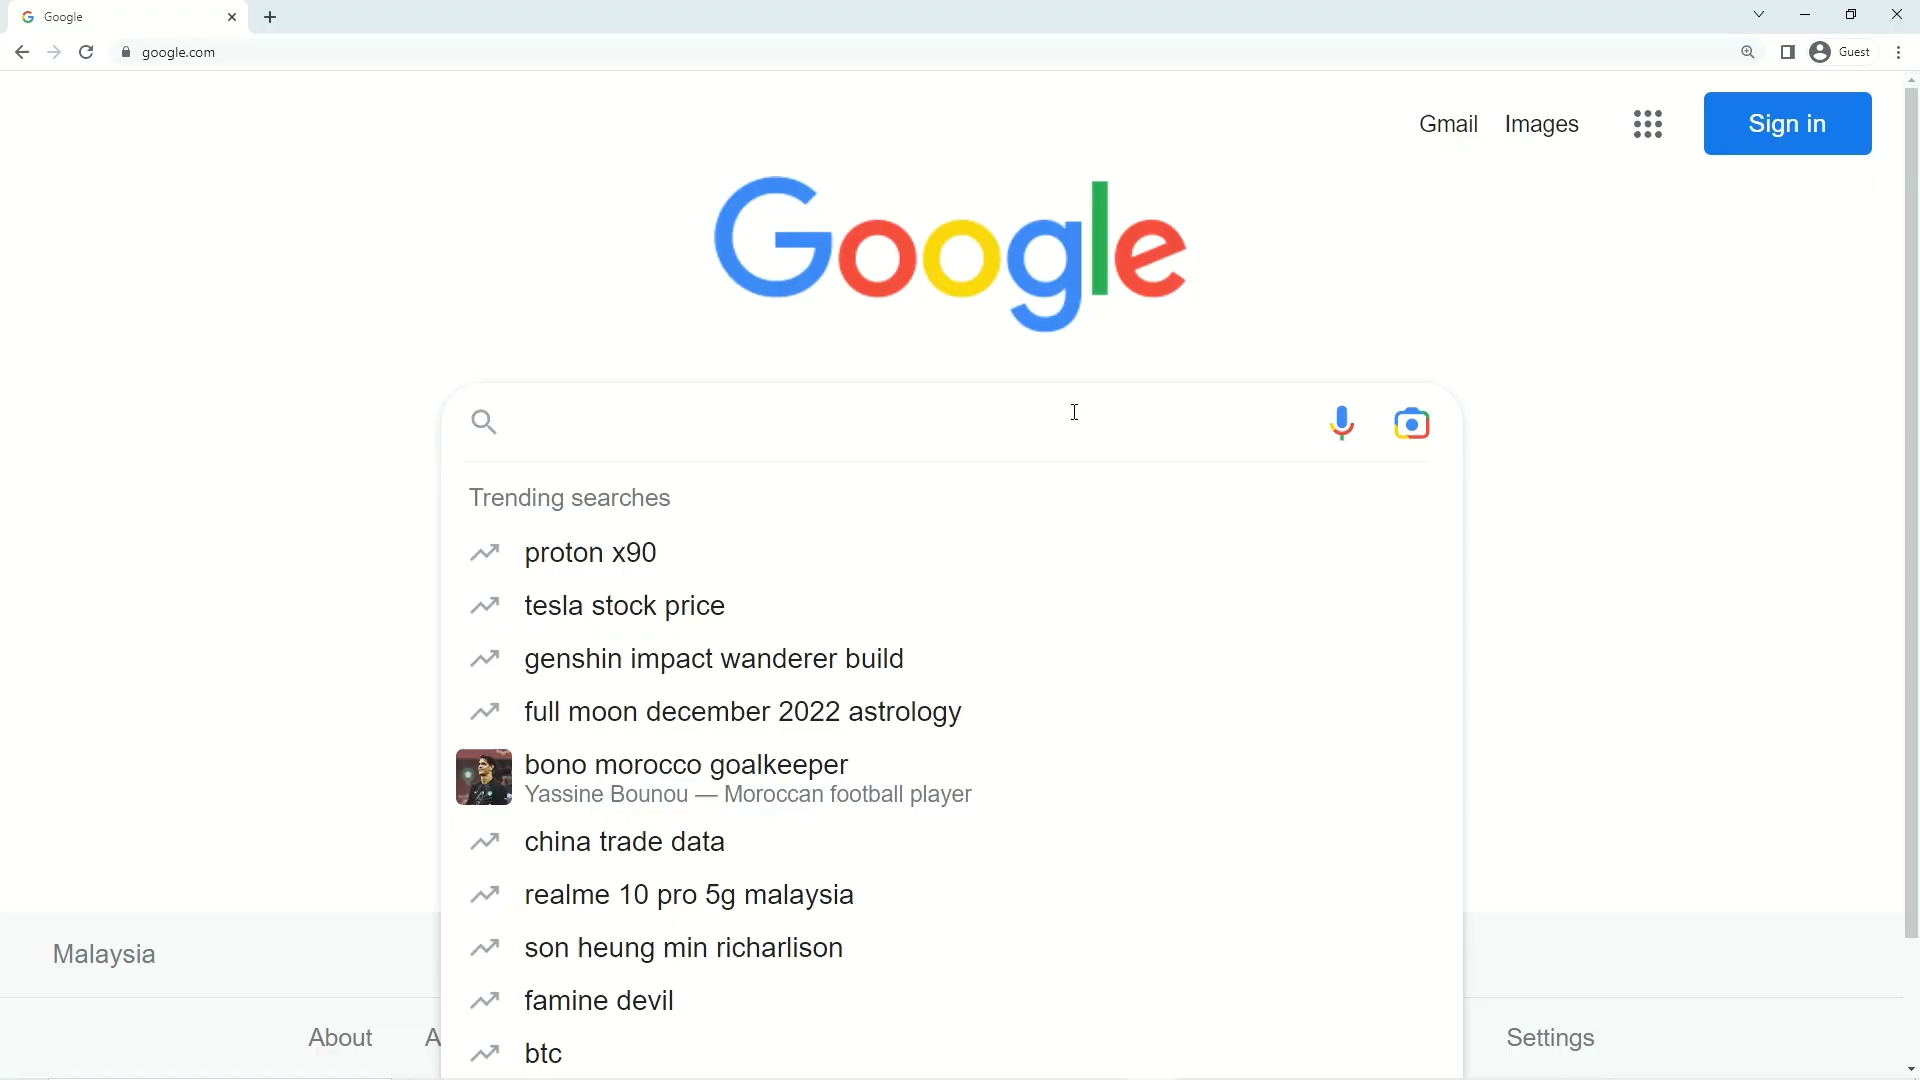 Google
google.com
Guest
Gmail Images Sign in
Google
Trending searches
proton x90
tesla stock price
genshin impact wanderer build
full moon december 2022 astrology
bono morocco goalkeeper
Yassine Bounou — Moroccan football player
china trade data
realme 10 pro 5g malaysia
son heung min richarlison
famine devil
btc
Malaysia
About A
Settings